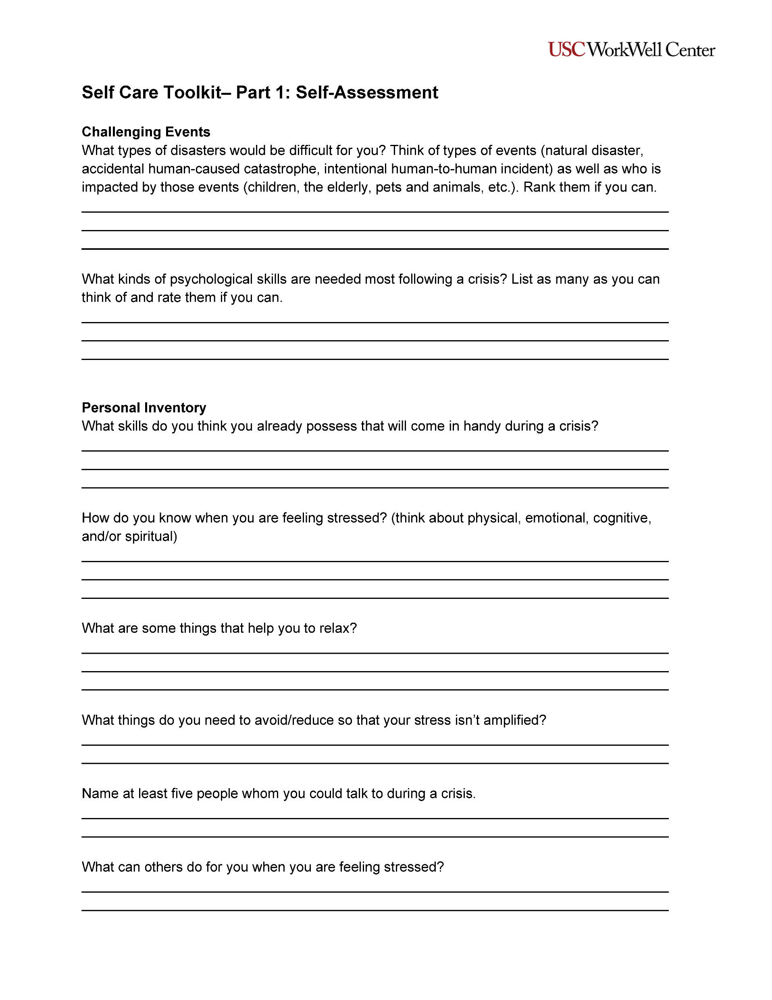 USC WorkWell Center
Self Care Toolkit– Part 1: Self-Assessment
Challenging Events
What types of disasters would be difficult for you? Think of types of events (natural disaster,
accidental human-caused catastrophe, intentional human-to-human incident) as well as who is
impacted by those events (children, the elderly, pets and animals, etc.). Rank them if you can.
What kinds of psychological skills are needed most following a crisis? List as many as you can
think of and rate them if you can.
Personal Inventory
What skills do you think you already possess that will come in handy during a crisis?
How do you know when you are feeling stressed? (think about physical, emotional, cognitive,
and/or spiritual)
What are some things that help you to relax?
What things do you need to avoid/reduce so that your stress isn’t amplified?
Name at least five people whom you could talk to during a crisis.
What can others do for you when you are feeling stressed?